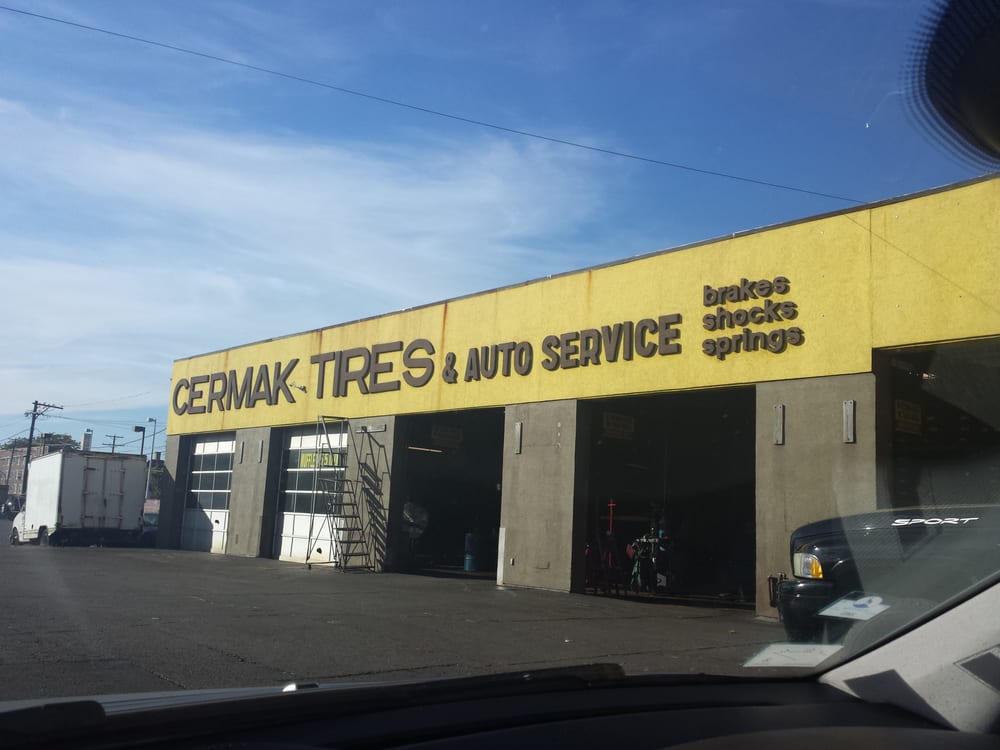 CERMAK TIRES & AUTO SERVICE
brakes
shocks
springs
SPORT